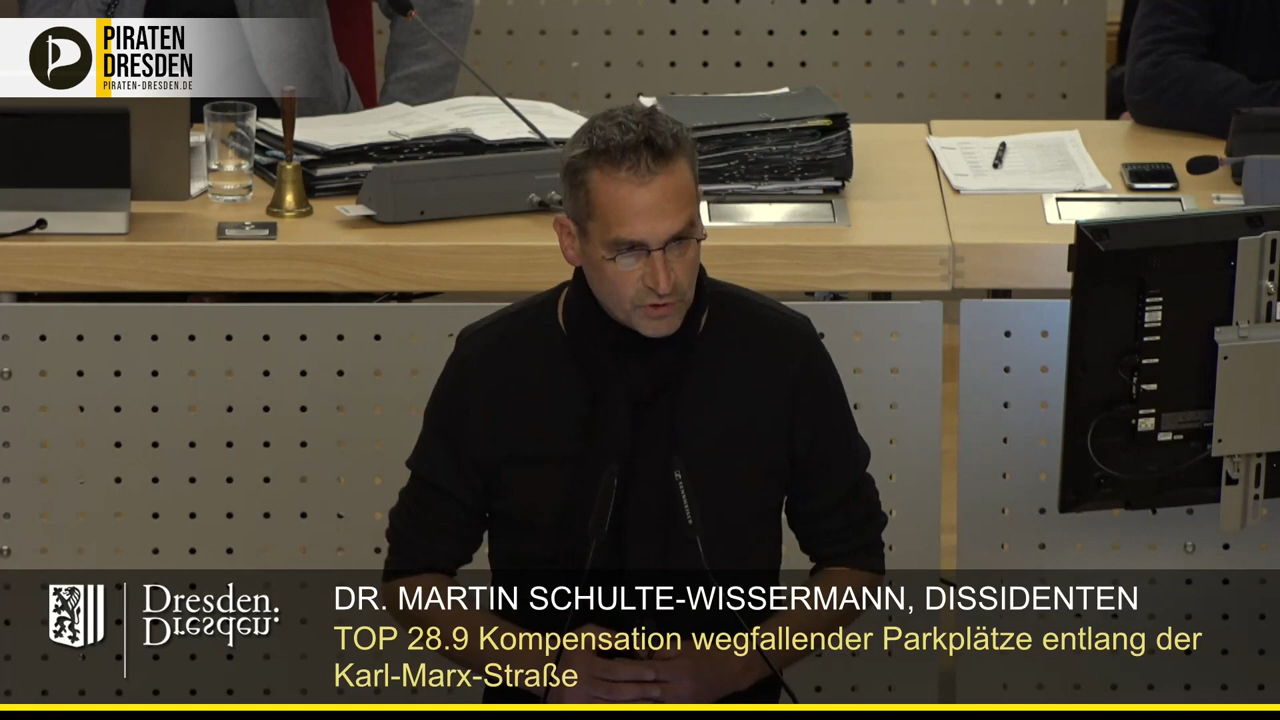 PIRATEN
DRESDEN
PIRATEN-DRESDEN.DE
SENNHEISER
Dresden.
Dresden.
DR. MARTIN SCHULTE-WISSERMANN, DISSIDENTEN
TOP 28.9 Kompensation wegfallender Parkplätze entlang der
Karl-Marx-Straße